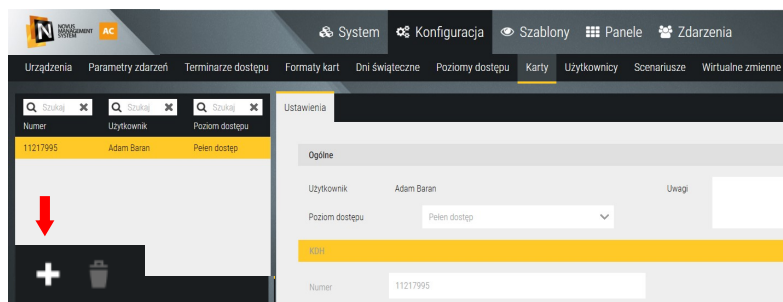 NOVUS
MANAGEMENT
SYSTEM
AC
System Konfiguracja Szablony Panele Zdarzenia
Urządzenia Parametry zdarzeń Terminarze dostępu Formaty kart Dni świąteczne Poziomy dostępu Karty Użytkownicy Scenariusze Wirtualne zmienne
Szukaj Szukaj Szukaj
Numer Użytkownik Poziom dostępu
11217995 Adam Baran Pełen dostęp
Ustawienia
Ogólne
Użytkownik Adam Baran Uwagi
Poziom dostępu Pełen dostęp
KDH
Numer 11217995